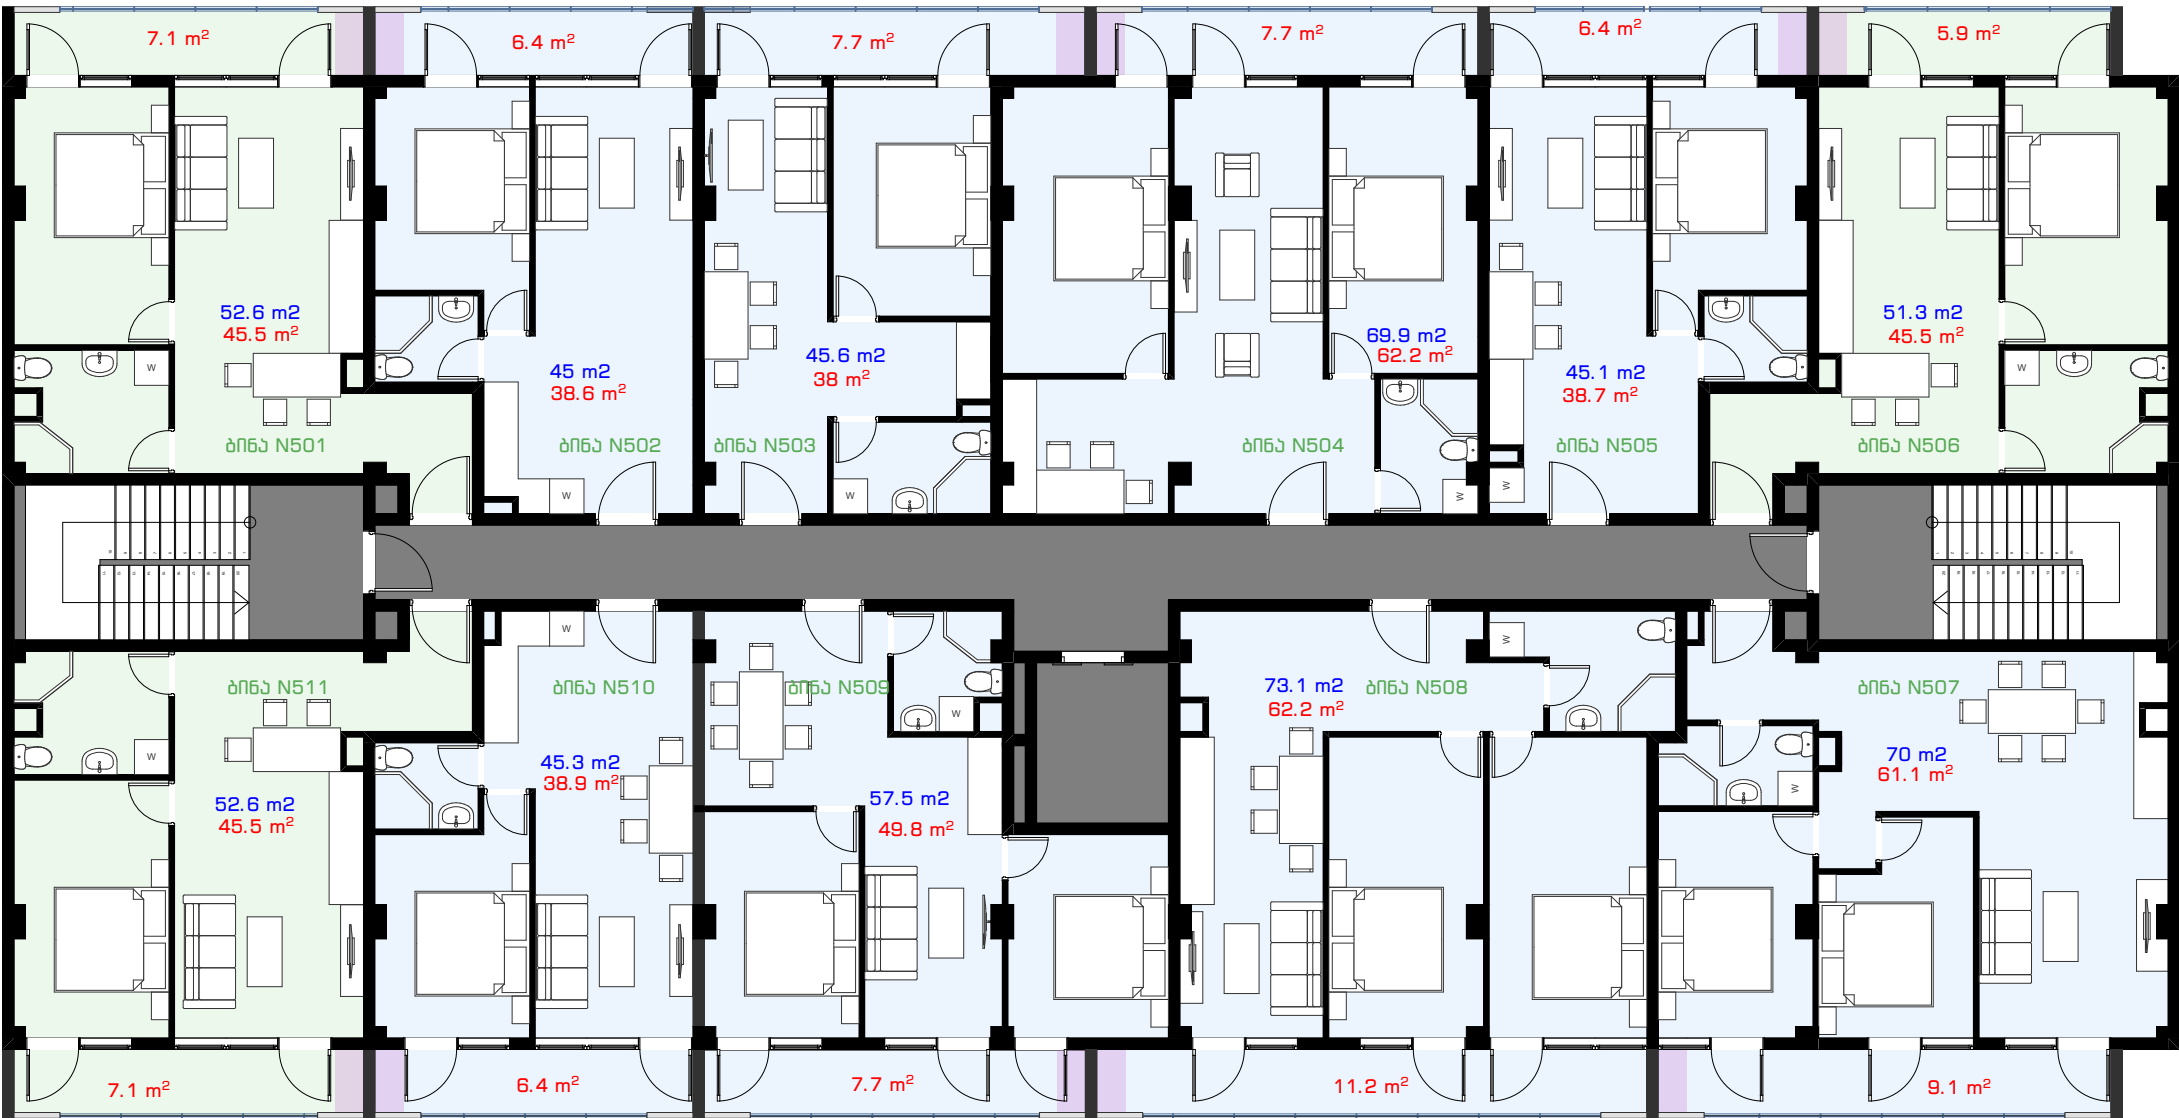 7.1 m²
6.4 m²
7.7 m²
7.7 m²
6.4 m²
5.9 m²
52.6 m2
45.5 m²
ბინა N501
W
45 m2
38.6 m²
ბინა N502
W
45.6 m2
38 m²
ბინა N503
W
69.9 m2
62.2 m²
ბინა N504
W
45.1 m2
38.7 m²
ბინა N505
W
51.3 m2
45.5 m²
ბინა N506
W
ბინა N511
52.6 m2
45.5 m²
W
ბინა N510
45.3 m2
38.9 m²
W
ბინა N509
57.5 m2
49.8 m²
W
73.1 m2
62.2 m²
ბინა N508
W
ბინა N507
70 m2
61.1 m²
W
7.1 m²
6.4 m²
7.7 m²
11.2 m²
9.1 m²